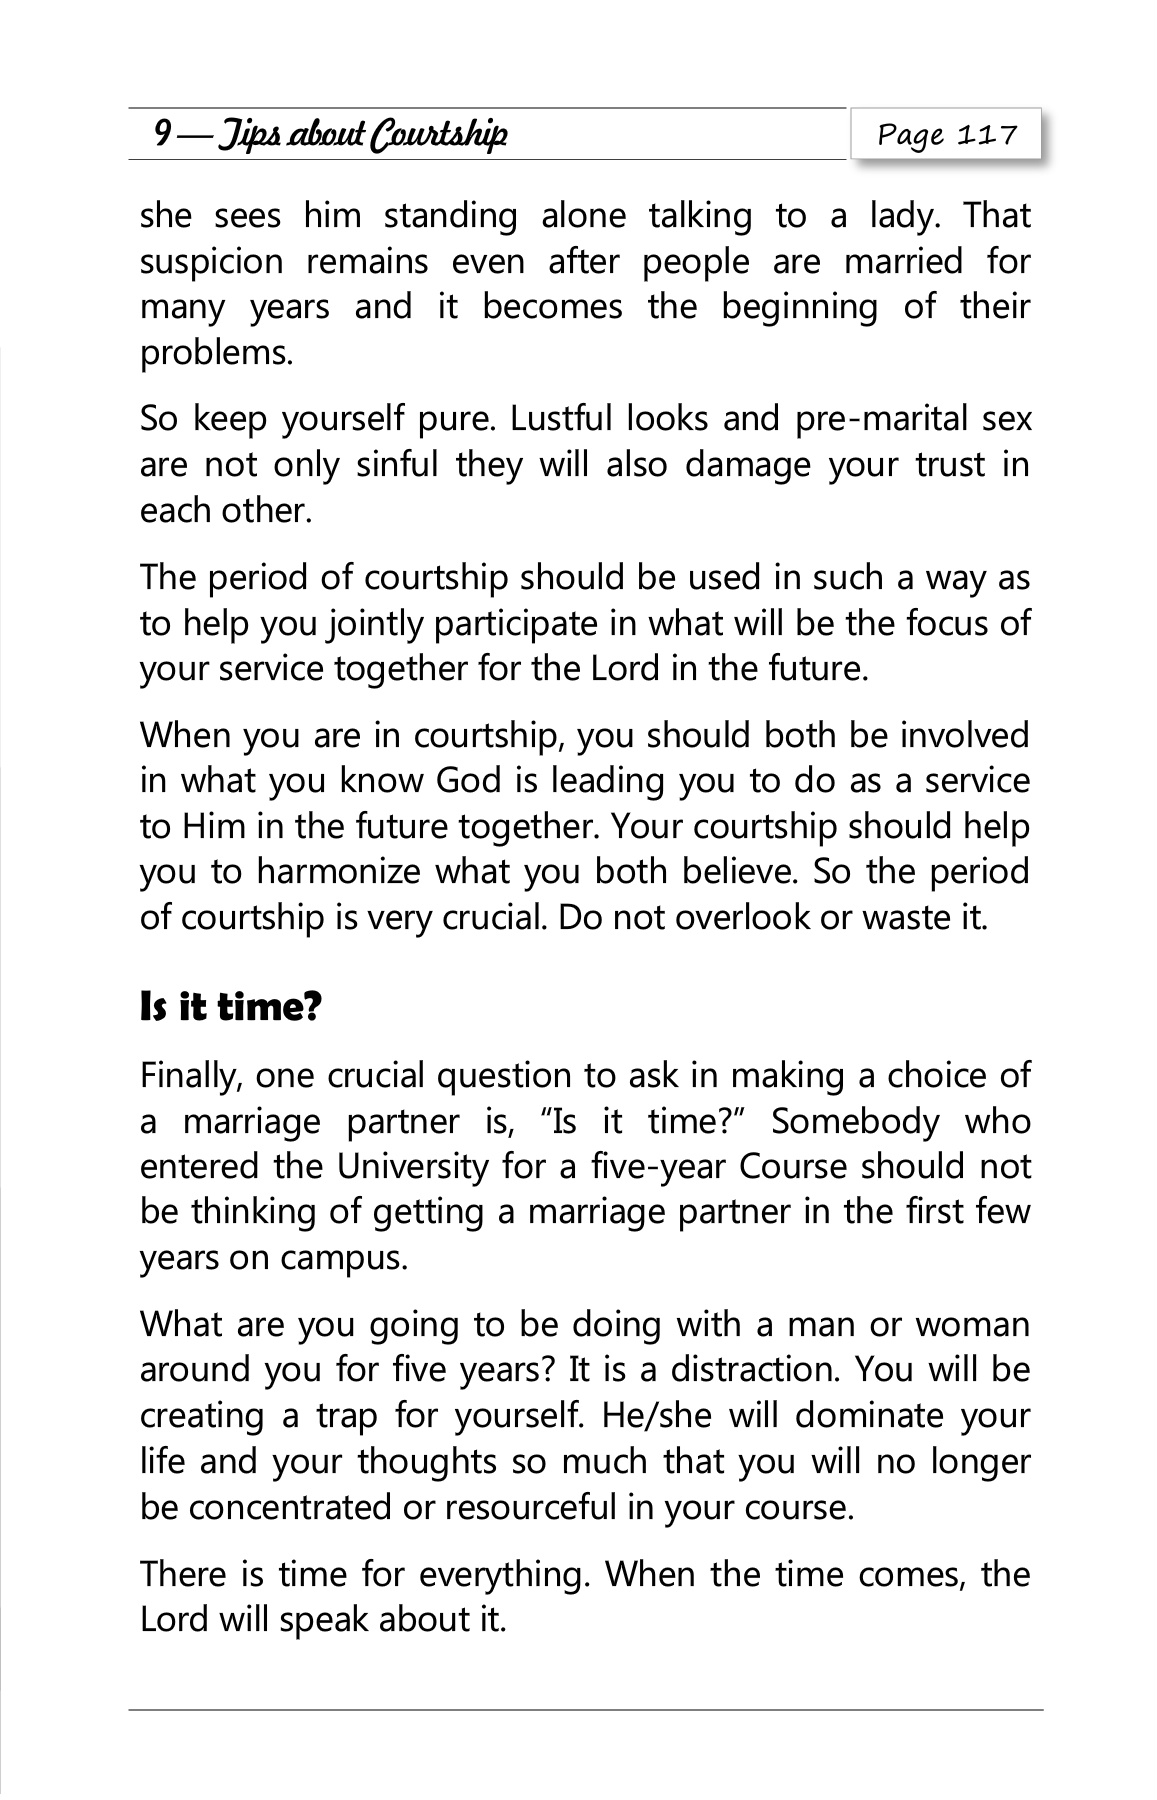 9 — Tips about Courtship
Page 117
she sees him standing alone talking to a lady. That
suspicion remains even after people are married for
many years and it becomes the beginning of their
problems.
So keep yourself pure. Lustful looks and pre-marital sex
are not only sinful they will also damage your trust in
each other.
The period of courtship should be used in such a way as
to help you jointly participate in what will be the focus of
your service together for the Lord in the future.
When you are in courtship, you should both be involved
in what you know God is leading you to do as a service
to Him in the future together. Your courtship should help
you to harmonize what you both believe. So the period
of courtship is very crucial. Do not overlook or waste it.
Is it time?
Finally, one crucial question to ask in making a choice of
a marriage partner is, “Is it time?” Somebody who
entered the University for a five-year Course should not
be thinking of getting a marriage partner in the first few
years on campus.
What are you going to be doing with a man or woman
around you for five years? It is a distraction. You will be
creating a trap for yourself. He/she will dominate your
life and your thoughts so much that you will no longer
be concentrated or resourceful in your course.
There is time for everything. When the time comes, the
Lord will speak about it.